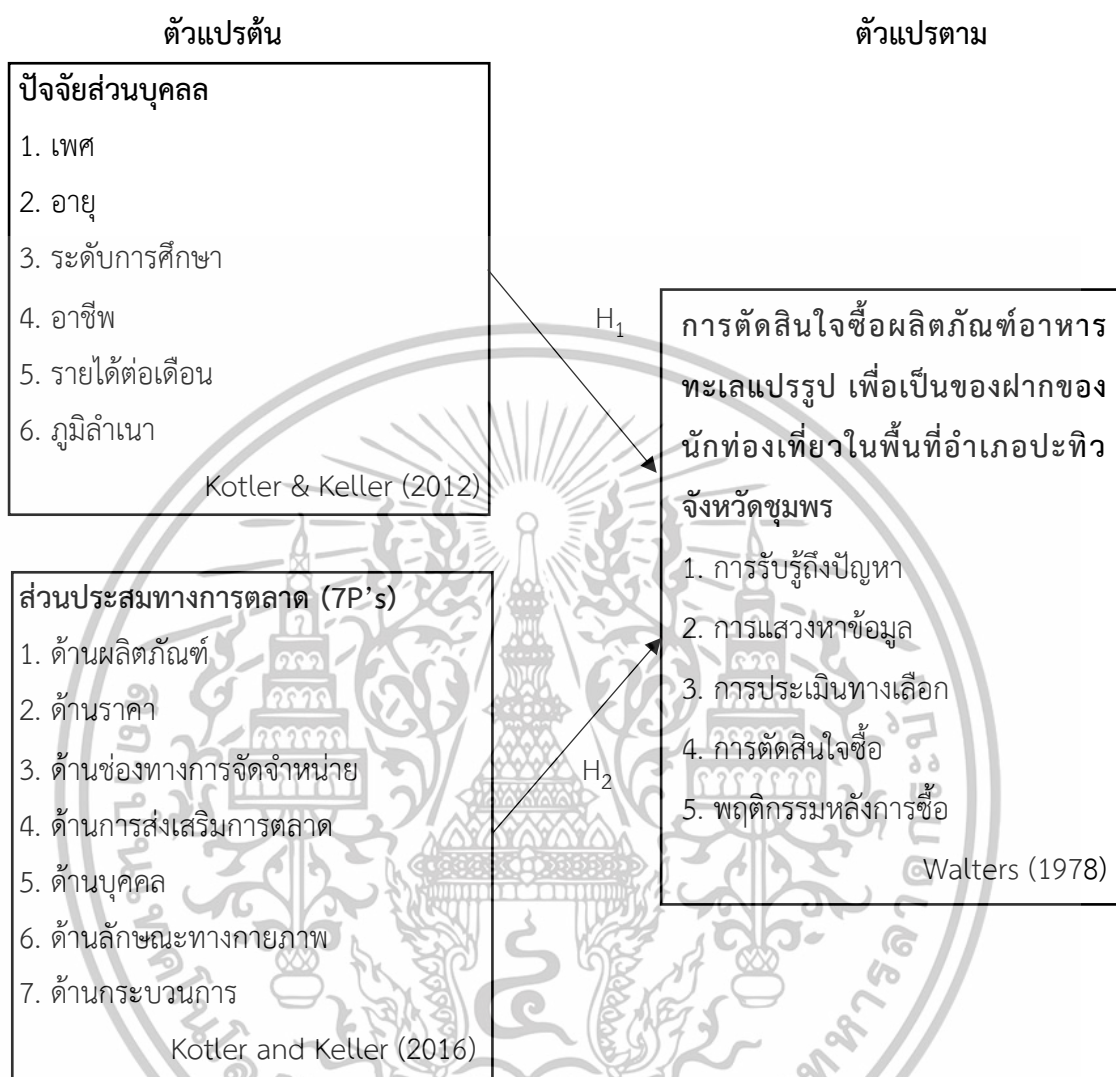 ตัวแปรต้น
ตัวแปรตาม
ปัจจัยส่วนบุคลล
1. เพศ
2. อายุ
3. ระดับการศึกษา
4. อาชีพ
5. รายได้ต่อเดือน
6. ภูมิลำเนา
Kotler & Keller (2012)
H1
ส่วนประสมทางการตลาด (7P's)
1. ด้านผลิตภัณฑ์
2. ด้านราคา
3. ด้านช่องทางการจัดจำหน่าย
4. ด้านการส่งเสริมการตลาด
5. ด้านบุคคล
6. ด้านลักษณะทางกายภาพ
7. ด้านกระบวนการ
Kotler and Keller (2016)
H2
การตัดสินใจซื้อผลิตภัณฑ์อาหาร
ทะเลแปรรูป เพื่อเป็นของฝากของ
นักท่องเที่ยวในพื้นที่อำเภอปะทิว
จังหวัดชุมพร
1. การรับรู้ถึงปัญหา
2. การแสวงหาข้อมูล
3. การประเมินทางเลือก
4. การตัดสินใจซื้อ
5. พฤติกรรมหลังการซื้อ
Walters (1978)